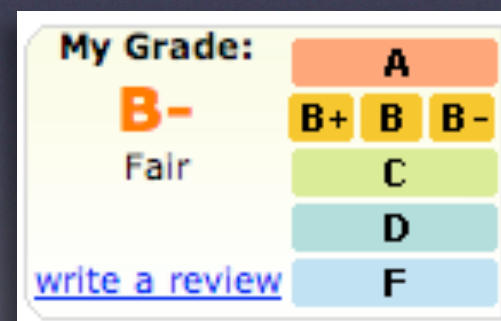 My Grade:
B-
Fair
write a review
A
B+ B B-
C
D
F